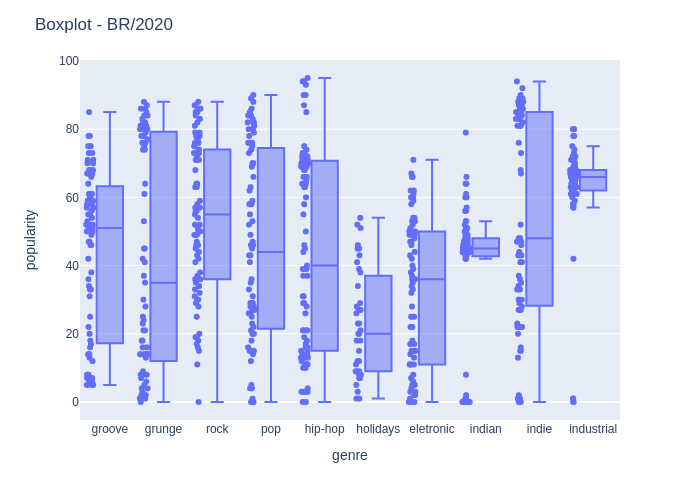 Boxplot - BR/2020
popularity
100
80
60
40
20
0
groove grunge rock pop hip-hop holidays eletronic indian indie industrial
genre